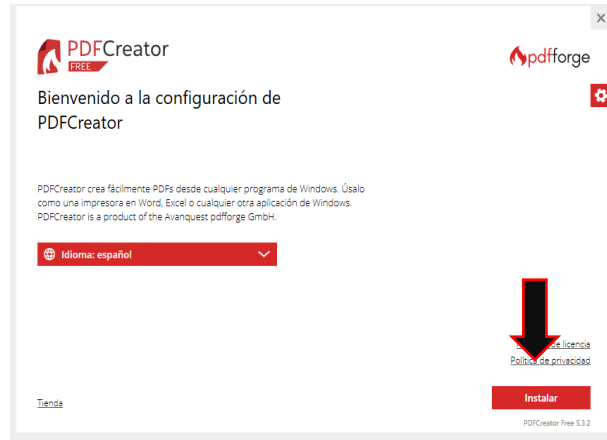 PDFCreator
FREE
pdfforge
Bienvenido a la configuración de
PDFCreator
PDFCreator crea fácilmente PDFs desde cualquier programa de Windows. Úsalo
como una impresora en Word, Excel o cualquier otra aplicación de Windows.
PDFCreator is a product of the Avanquest pdfforge GmbH.
Idioma: español
de licencia
Política de privacidad
Tienda
Instalar
PDFCreator Free 5.3.2